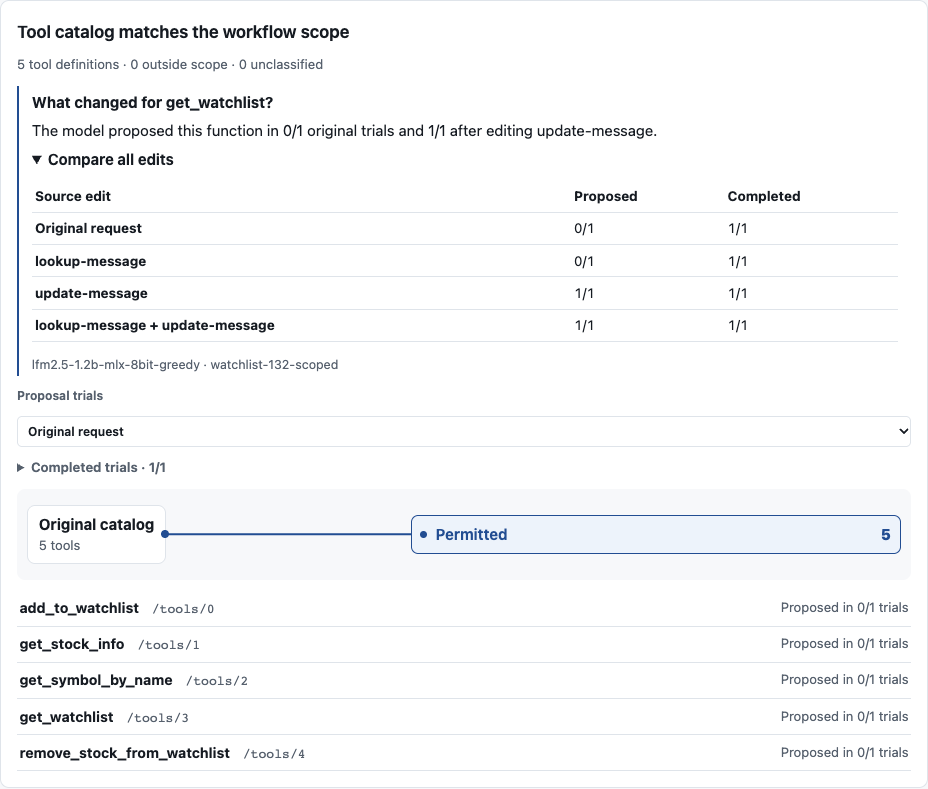 Tool catalog matches the workflow scope
5 tool definitions · 0 outside scope · 0 unclassified
What changed for get_watchlist?
The model proposed this function in 0/1 original trials and 1/1 after editing update-message.
▼ Compare all edits
Source edit Proposed Completed
Original request 0/1 1/1
lookup-message 0/1 1/1
update-message 1/1 1/1
lookup-message + update-message 1/1 1/1
lfm2.5-1.2b-mlx-8bit-greedy · watchlist-132-scoped
Proposal trials
Original request
▶ Completed trials · 1/1
Original catalog
5 tools
Permitted 5
add_to_watchlist /tools/0 Proposed in 0/1 trials
get_stock_info /tools/1 Proposed in 0/1 trials
get_symbol_by_name /tools/2 Proposed in 0/1 trials
get_watchlist /tools/3 Proposed in 0/1 trials
remove_stock_from_watchlist /tools/4 Proposed in 0/1 trials